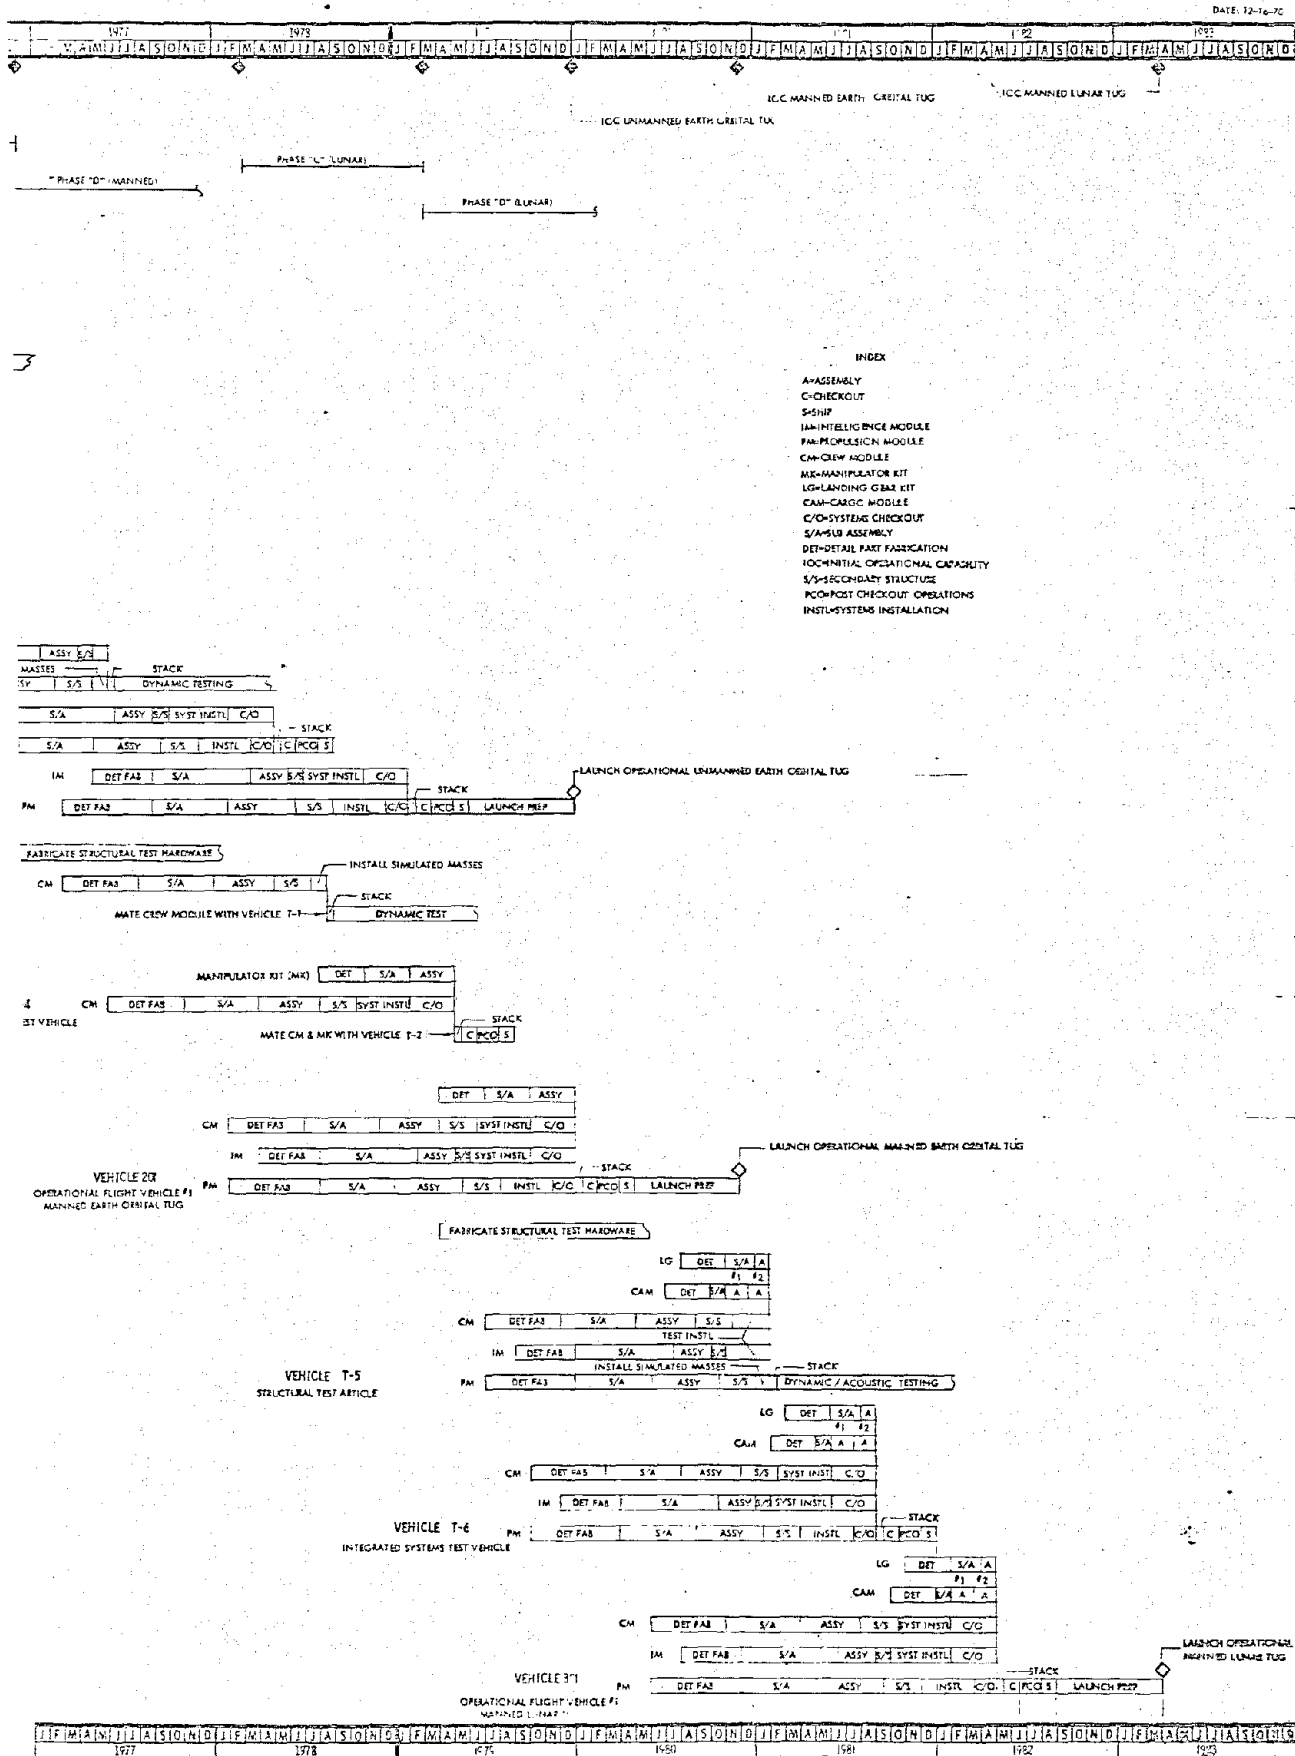 DATE: 12-16-70
1977 1978 1982 1983
M A M J J A S O N D J F M A M J J A S O N D J F M A M J J A S O N D J F M A M J J A S O N D J F M A M J J A S O N D J F M A M J J A S O N D J F M A M J J A S O N D
IOC MANNED EARTH ORBITAL TUG
IOC MANNED LUNAR TUG
IOC UNMANNED EARTH ORBITAL TUG
PHASE "C" (LUNAR)
PHASE "D" (MANNED)
PHASE "D" (LUNAR)
INDEX
A=ASSEMBLY
C=CHECKOUT
S=SHIP
IM=INTELLIGENCE MODULE
PM=PROPULSION MODULE
CM=CREW MODULE
MK=MANIPULATOR KIT
LG=LANDING GEAR KIT
CAM=CARGO MODULE
C/O=SYSTEMS CHECKOUT
S/A=SUB ASSEMBLY
DET=DETAIL PART FABRICATION
IOC=INITIAL OPERATIONAL CAPABILITY
S/S=SECONDARY STRUCTURE
PCO=POST CHECKOUT OPERATIONS
INSTL=SYSTEMS INSTALLATION
ASSY S/S
MASSES STACK
SY S/S DYNAMIC TESTING
S/A ASSY S/S SYST INSTL C/O
STACK
S/A ASSY S/S INSTL C/O C PCO S
IM DET FAB S/A ASSY S/S SYST INSTL C/O
LAUNCH OPERATIONAL UNMANNED EARTH ORBITAL TUG
STACK
PM DET FAB S/A ASSY S/S INSTL C/O C PCO S LAUNCH PREP
FABRICATE STRUCTURAL TEST HARDWARE
INSTALL SIMULATED MASSES
CM DET FAB S/A ASSY S/S
STACK
MATE CREW MODULE WITH VEHICLE T-1 DYNAMIC TEST
MANIPULATOR KIT (MK) DET S/A ASSY
4 CM DET FAB S/A ASSY S/S SYST INSTL C/O
EST VEHICLE
STACK
MATE CM & MK WITH VEHICLE T-2 C PCO S
DET S/A ASSY
CM DET FAB S/A ASSY S/S SYST INSTL C/O
IM DET FAB S/A ASSY S/S SYST INSTL C/O
LAUNCH OPERATIONAL MANNED EARTH ORBITAL TUG
STACK
VEHICLE 201
OPERATIONAL FLIGHT VEHICLE #1
MANNED EARTH ORBITAL TUG
PM DET FAB S/A ASSY S/S INSTL C/O C PCO S LAUNCH PREP
FABRICATE STRUCTURAL TEST HARDWARE
LG DET S/A A
#1 #2
CAM DET S/A A A
CM DET FAB S/A ASSY S/S
TEST INSTL
IM DET FAB S/A ASSY S/S
INSTALL SIMULATED MASSES STACK
VEHICLE T-5
STRUCTURAL TEST ARTICLE
PM DET FAB S/A ASSY S/S DYNAMIC / ACOUSTIC TESTING
LG DET S/A A
#1 #2
CAM DET S/A A A
CM DET FAB S/A ASSY S/S SYST INST C/O
IM DET FAB S/A ASSY S/S SYST INSTL C/O
STACK
VEHICLE T-6
INTEGRATED SYSTEMS TEST VEHICLE
PM DET FAB S/A ASSY S/S INSTL C/O C PCO S
LG DET S/A A
#1 #2
CAM DET S/A A A
CM DET FAB S/A ASSY S/S SYST INSTL C/O
IM DET FAB S/A ASSY S/S SYST INSTL C/O
LAUNCH OPERATIONAL
MANNED LUNAR TUG
STACK
VEHICLE 301
OPERATIONAL FLIGHT VEHICLE #1
MANNED LUNAR
PM DET FAB S/A ASSY S/S INSTL C/O C PCO S LAUNCH PREP
J F M A M J J A S O N D J F M A M J J A S O N D J F M A M J J A S O N D J F M A M J J A S O N D J F M A M J J A S O N D J F M A M J J A S O N D J F M A M J J A S O N D
1977 1978 1979 1980 1981 1982 1983